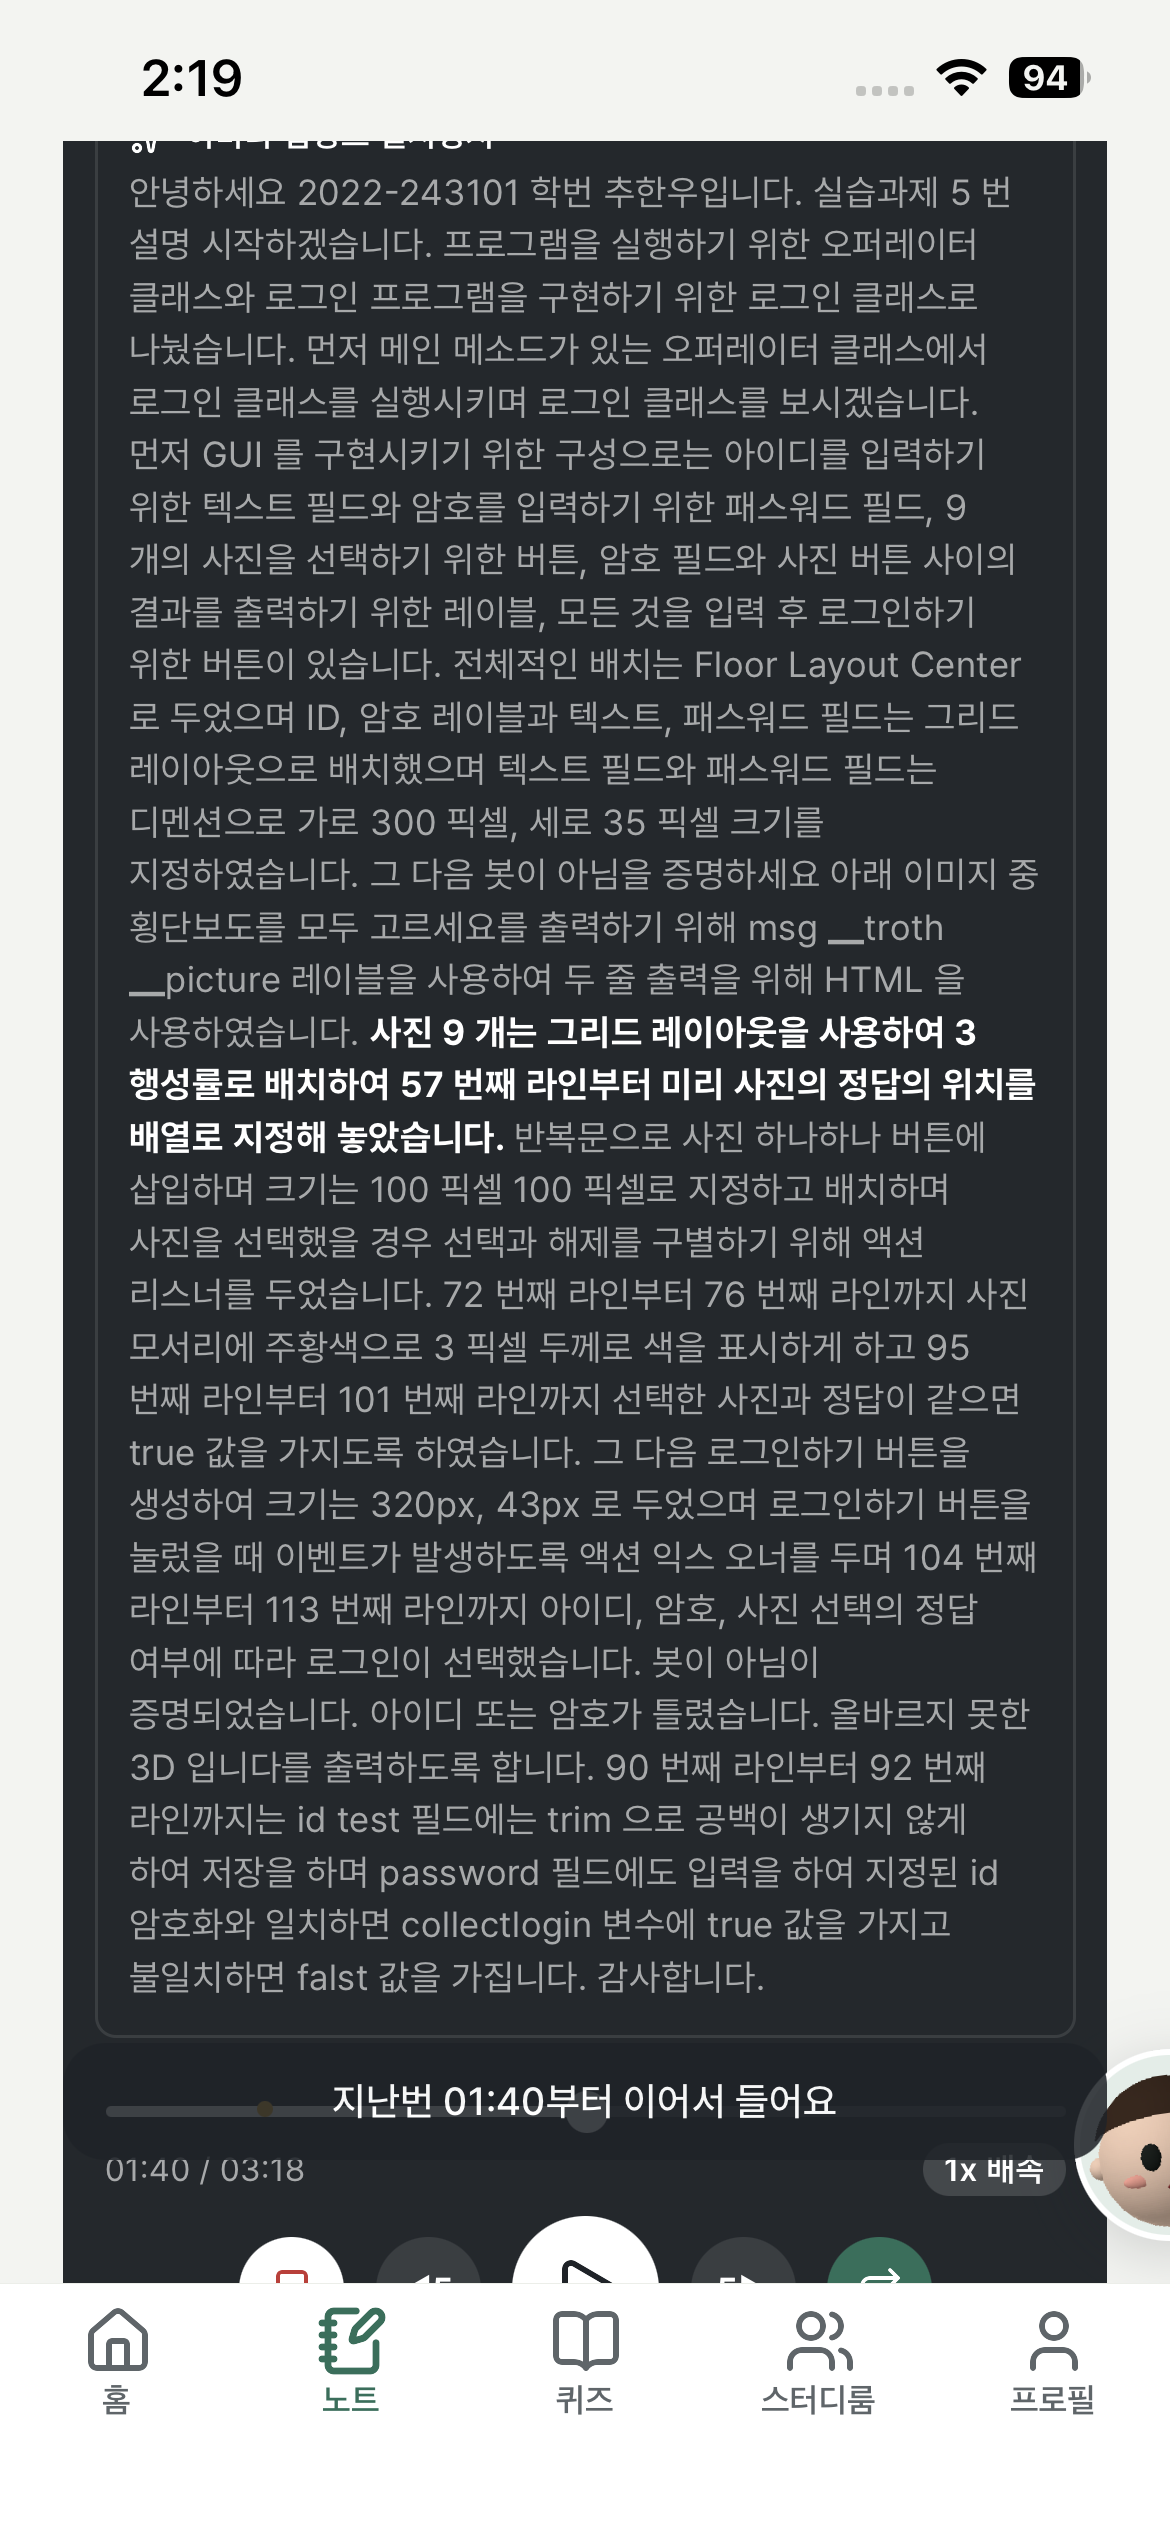 2:19
94
안녕하세요 2022-243101 학번 추한우입니다. 실습과제 5 번
설명 시작하겠습니다. 프로그램을 실행하기 위한 오퍼레이터
클래스와 로그인 프로그램을 구현하기 위한 로그인 클래스로
나눴습니다. 먼저 메인 메소드가 있는 오퍼레이터 클래스에서
로그인 클래스를 실행시키며 로그인 클래스를 보시겠습니다.
먼저 GUI 를 구현시키기 위한 구성으로는 아이디를 입력하기
위한 텍스트 필드와 암호를 입력하기 위한 패스워드 필드, 9
개의 사진을 선택하기 위한 버튼, 암호 필드와 사진 버튼 사이의
결과를 출력하기 위한 레이블, 모든 것을 입력 후 로그인하기
위한 버튼이 있습니다. 전체적인 배치는 Floor Layout Center
로 두었으며 ID, 암호 레이블과 텍스트, 패스워드 필드는 그리드
레이아웃으로 배치했으며 텍스트 필드와 패스워드 필드는
디멘션으로 가로 300 픽셀, 세로 35 픽셀 크기를
지정하였습니다. 그 다음 봇이 아님을 증명하세요 아래 이미지 중
횡단보도를 모두 고르세요를 출력하기 위해 msg __troth
__picture 레이블을 사용하여 두 줄 출력을 위해 HTML 을
사용하였습니다. 사진 9 개는 그리드 레이아웃을 사용하여 3
행성률로 배치하여 57 번째 라인부터 미리 사진의 정답의 위치를
배열로 지정해 놓았습니다. 반복문으로 사진 하나하나 버튼에
삽입하며 크기는 100 픽셀 100 픽셀로 지정하고 배치하며
사진을 선택했을 경우 선택과 해제를 구별하기 위해 액션
리스너를 두었습니다. 72 번째 라인부터 76 번째 라인까지 사진
모서리에 주황색으로 3 픽셀 두께로 색을 표시하게 하고 95
번째 라인부터 101 번째 라인까지 선택한 사진과 정답이 같으면
true 값을 가지도록 하였습니다. 그 다음 로그인하기 버튼을
생성하여 크기는 320px, 43px 로 두었으며 로그인하기 버튼을
눌렀을 때 이벤트가 발생하도록 액션 익스 오너를 두며 104 번째
라인부터 113 번째 라인까지 아이디, 암호, 사진 선택의 정답
여부에 따라 로그인이 선택했습니다. 봇이 아님이
증명되었습니다. 아이디 또는 암호가 틀렸습니다. 올바르지 못한
3D 입니다를 출력하도록 합니다. 90 번째 라인부터 92 번째
라인까지는 id test 필드에는 trim 으로 공백이 생기지 않게
하여 저장을 하며 password 필드에도 입력을 하여 지정된 id
암호화와 일치하면 collectlogin 변수에 true 값을 가지고
불일치하면 falst 값을 가집니다. 감사합니다.
지난번 01:40부터 이어서 들어요
01:40 / 03:18
1x 배속
홈
노트
퀴즈
스터디룸
프로필